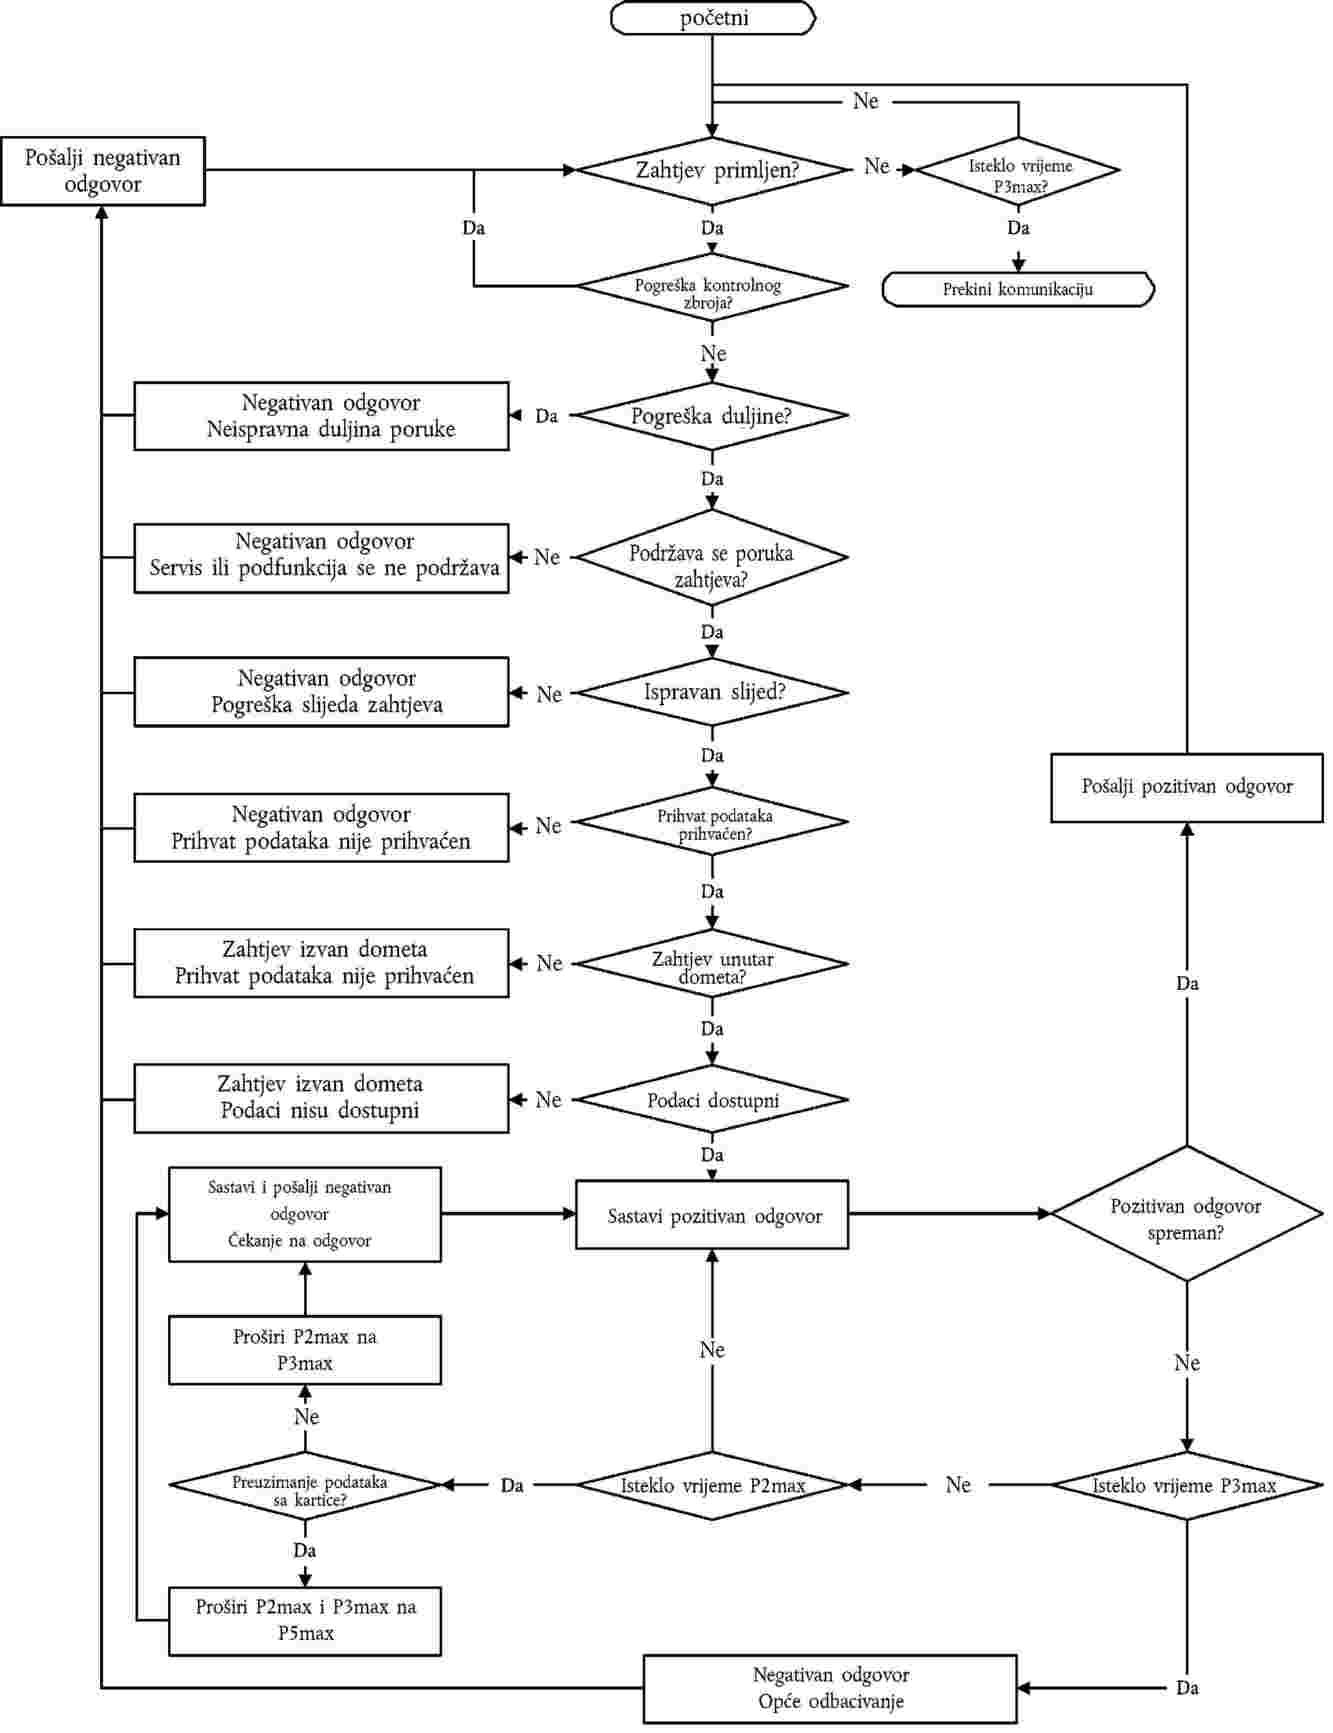 početni
Ne
Pošalji negativan
odgovor
Zahtjev primljen?
Ne
Isteklo vrijeme
P3max?
Da
Da
Da
Pogreška kontrolnog
zbroja?
Prekini komunikaciju
Ne
Negativan odgovor
Neispravna duljina poruke
Da
Pogreška duljine?
Da
Negativan odgovor
Servis ili podfunkcija se ne podržava
Ne
Podržava se poruka
zahtjeva?
Da
Negativan odgovor
Pogreška slijeda zahtjeva
Ne
Ispravan slijed?
Da
Pošalji pozitivan odgovor
Negativan odgovor
Prihvat podataka nije prihvaćen
Ne
Prihvat podataka
prihvaćen?
Da
Zahtjev izvan dometa
Prihvat podataka nije prihvaćen
Ne
Zahtjev unutar
dometa?
Da
Da
Zahtjev izvan dometa
Podaci nisu dostupni
Ne
Podaci dostupni
Da
Sastavi i pošalji negativan
odgovor
Čekanje na odgovor
Sastavi pozitivan odgovor
Pozitivan odgovor
spreman?
Proširi P2max na
P3max
Ne
Ne
Ne
Preuzimanje podataka
sa kartice?
Da
Isteklo vrijeme P2max
Ne
Isteklo vrijeme P3max
Da
Proširi P2max i P3max na
P5max
Negativan odgovor
Opće odbacivanje
Da